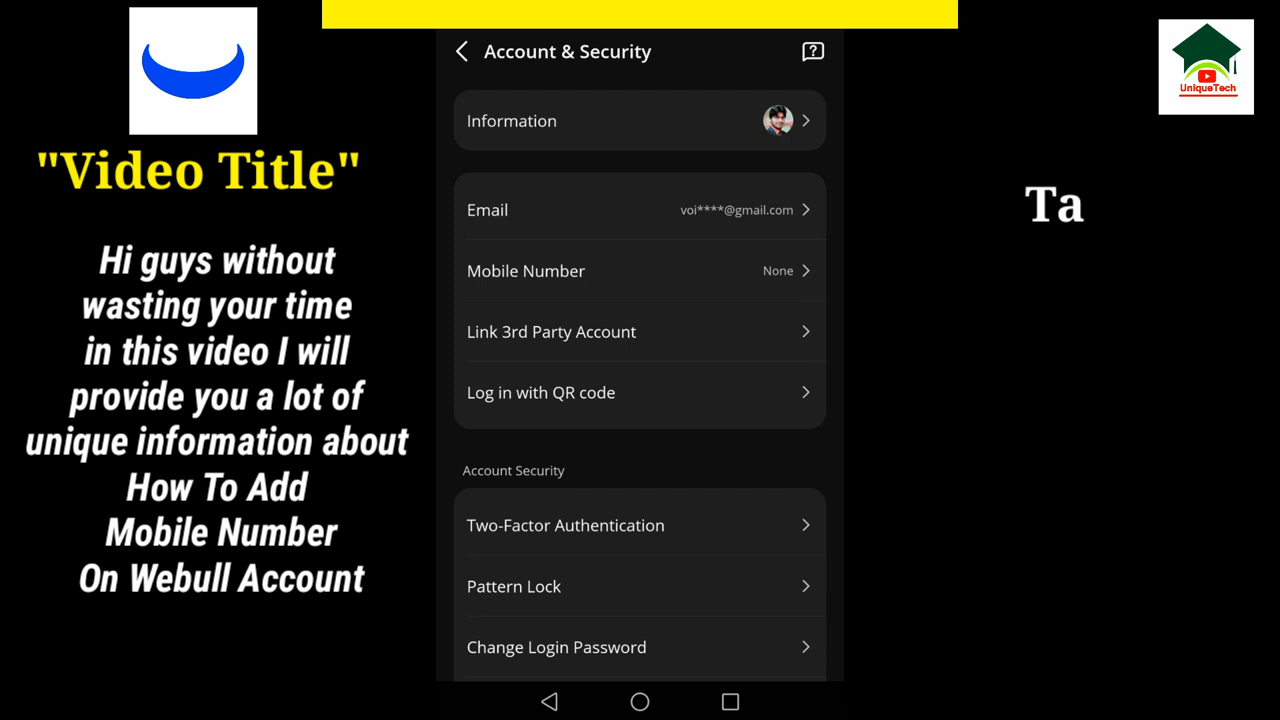 "Video Title"
Hi guys without
wasting your time
in this video I will
provide you a lot of
unique information about
How To Add
Mobile Number
On Webull Account
Account & Security
Information
Email voi****@gmail.com
Mobile Number None
Link 3rd Party Account
Log in with QR code
Account Security
Two-Factor Authentication
Pattern Lock
Change Login Password
UniqueTech
Ta